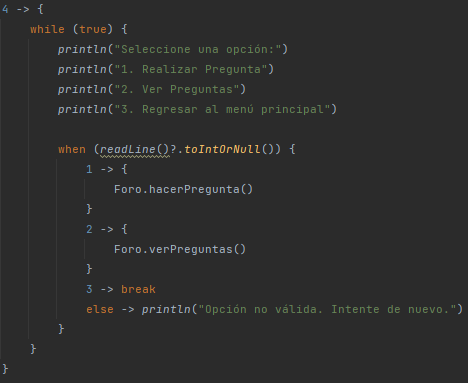 4 -> {
    while (true) {
        println("Seleccione una opción:")
        println("1. Realizar Pregunta")
        println("2. Ver Preguntas")
        println("3. Regresar al menú principal")

        when (readLine()?.toIntOrNull()) {
            1 -> {
                Foro.hacerPregunta()
            }
            2 -> {
                Foro.verPreguntas()
            }
            3 -> break
            else -> println("Opción no válida. Intente de nuevo.")
        }
    }
}